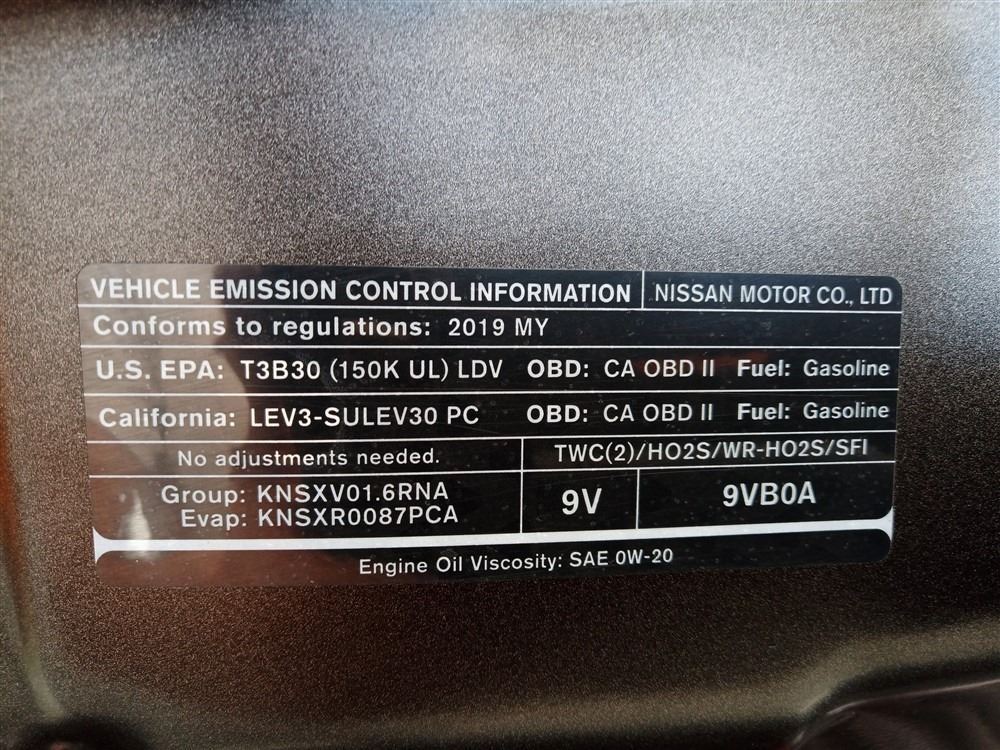 VEHICLE EMISSION CONTROL INFORMATION NISSAN MOTOR CO., LTD
Conforms to regulations: 2019 MY
U.S. EPA: T3B30 (150K UL) LDV OBD: CA OBD II Fuel: Gasoline
California: LEV3-SULEV30 PC OBD: CA OBD II Fuel: Gasoline
No adjustments needed. TWC(2)/HO2S/WR-HO2S/SFI
Group: KNSXV01.6RNA
Evap: KNSXR0087PCA
9V 9VB0A
Engine Oil Viscosity: SAE 0W-20